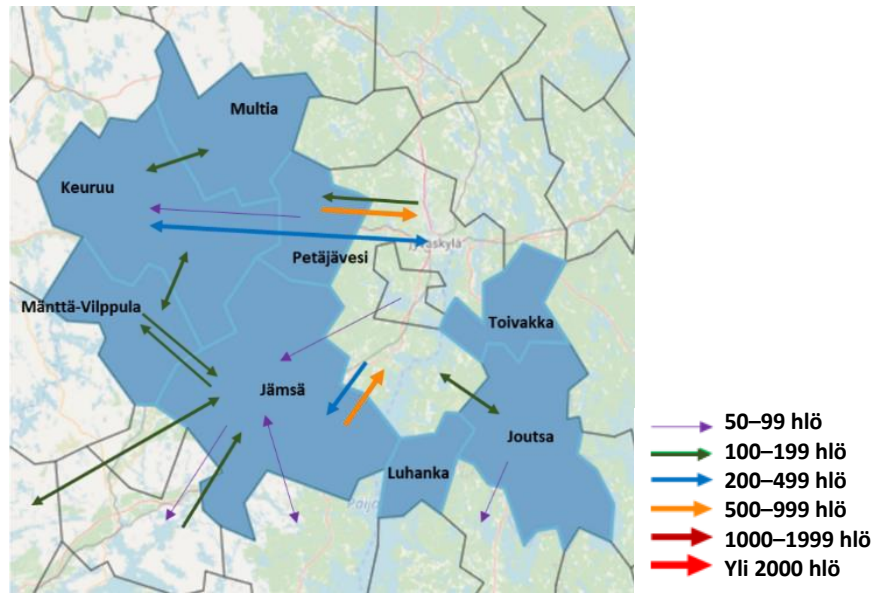 Multia
Keuruu
Petäjävesi
Jyväskylä
Mänttä-Vilppula
Toivakka
Jämsä
Joutsa
Luhanka
Päijä
50–99 hlö
100–199 hlö
200–499 hlö
500–999 hlö
1000–1999 hlö
Yli 2000 hlö